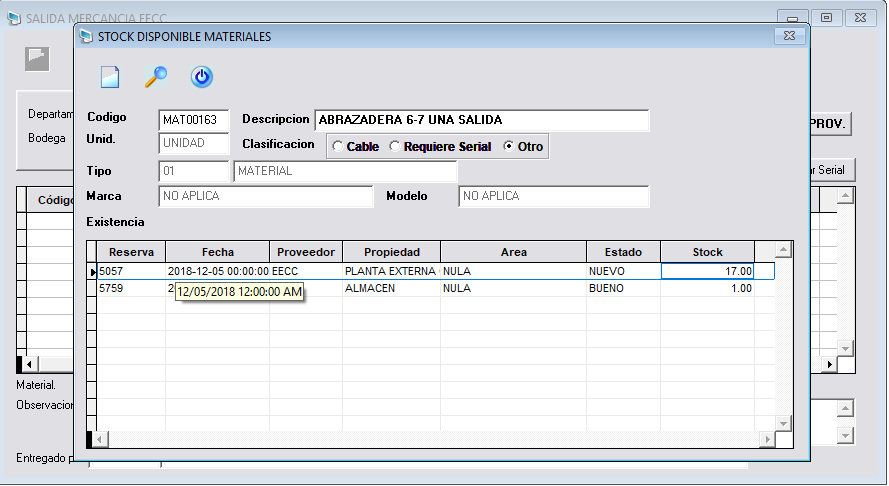 SALIDA MERCANCIA EECC
STOCK DISPONIBLE MATERIALES
Departam
Bodega
PROV.
ar Serial
Código
Codigo MAT00163 Descripcion ABRAZADERA 6-7 UNA SALIDA
Unid. UNIDAD Clasificacion Cable Requiere Serial Otro
Tipo 01 MATERIAL
Marca NO APLICA Modelo NO APLICA
Existencia
Reserva Fecha Proveedor Propiedad Area Estado Stock
5057 2018-12-05 00:00:00 EECC PLANTA EXTERNA NULA NUEVO 17.00
5759 2 ALMACEN NULA BUENO 1.00
12/05/2018 12:00:00 AM
Material.
Observacion
Entregado p